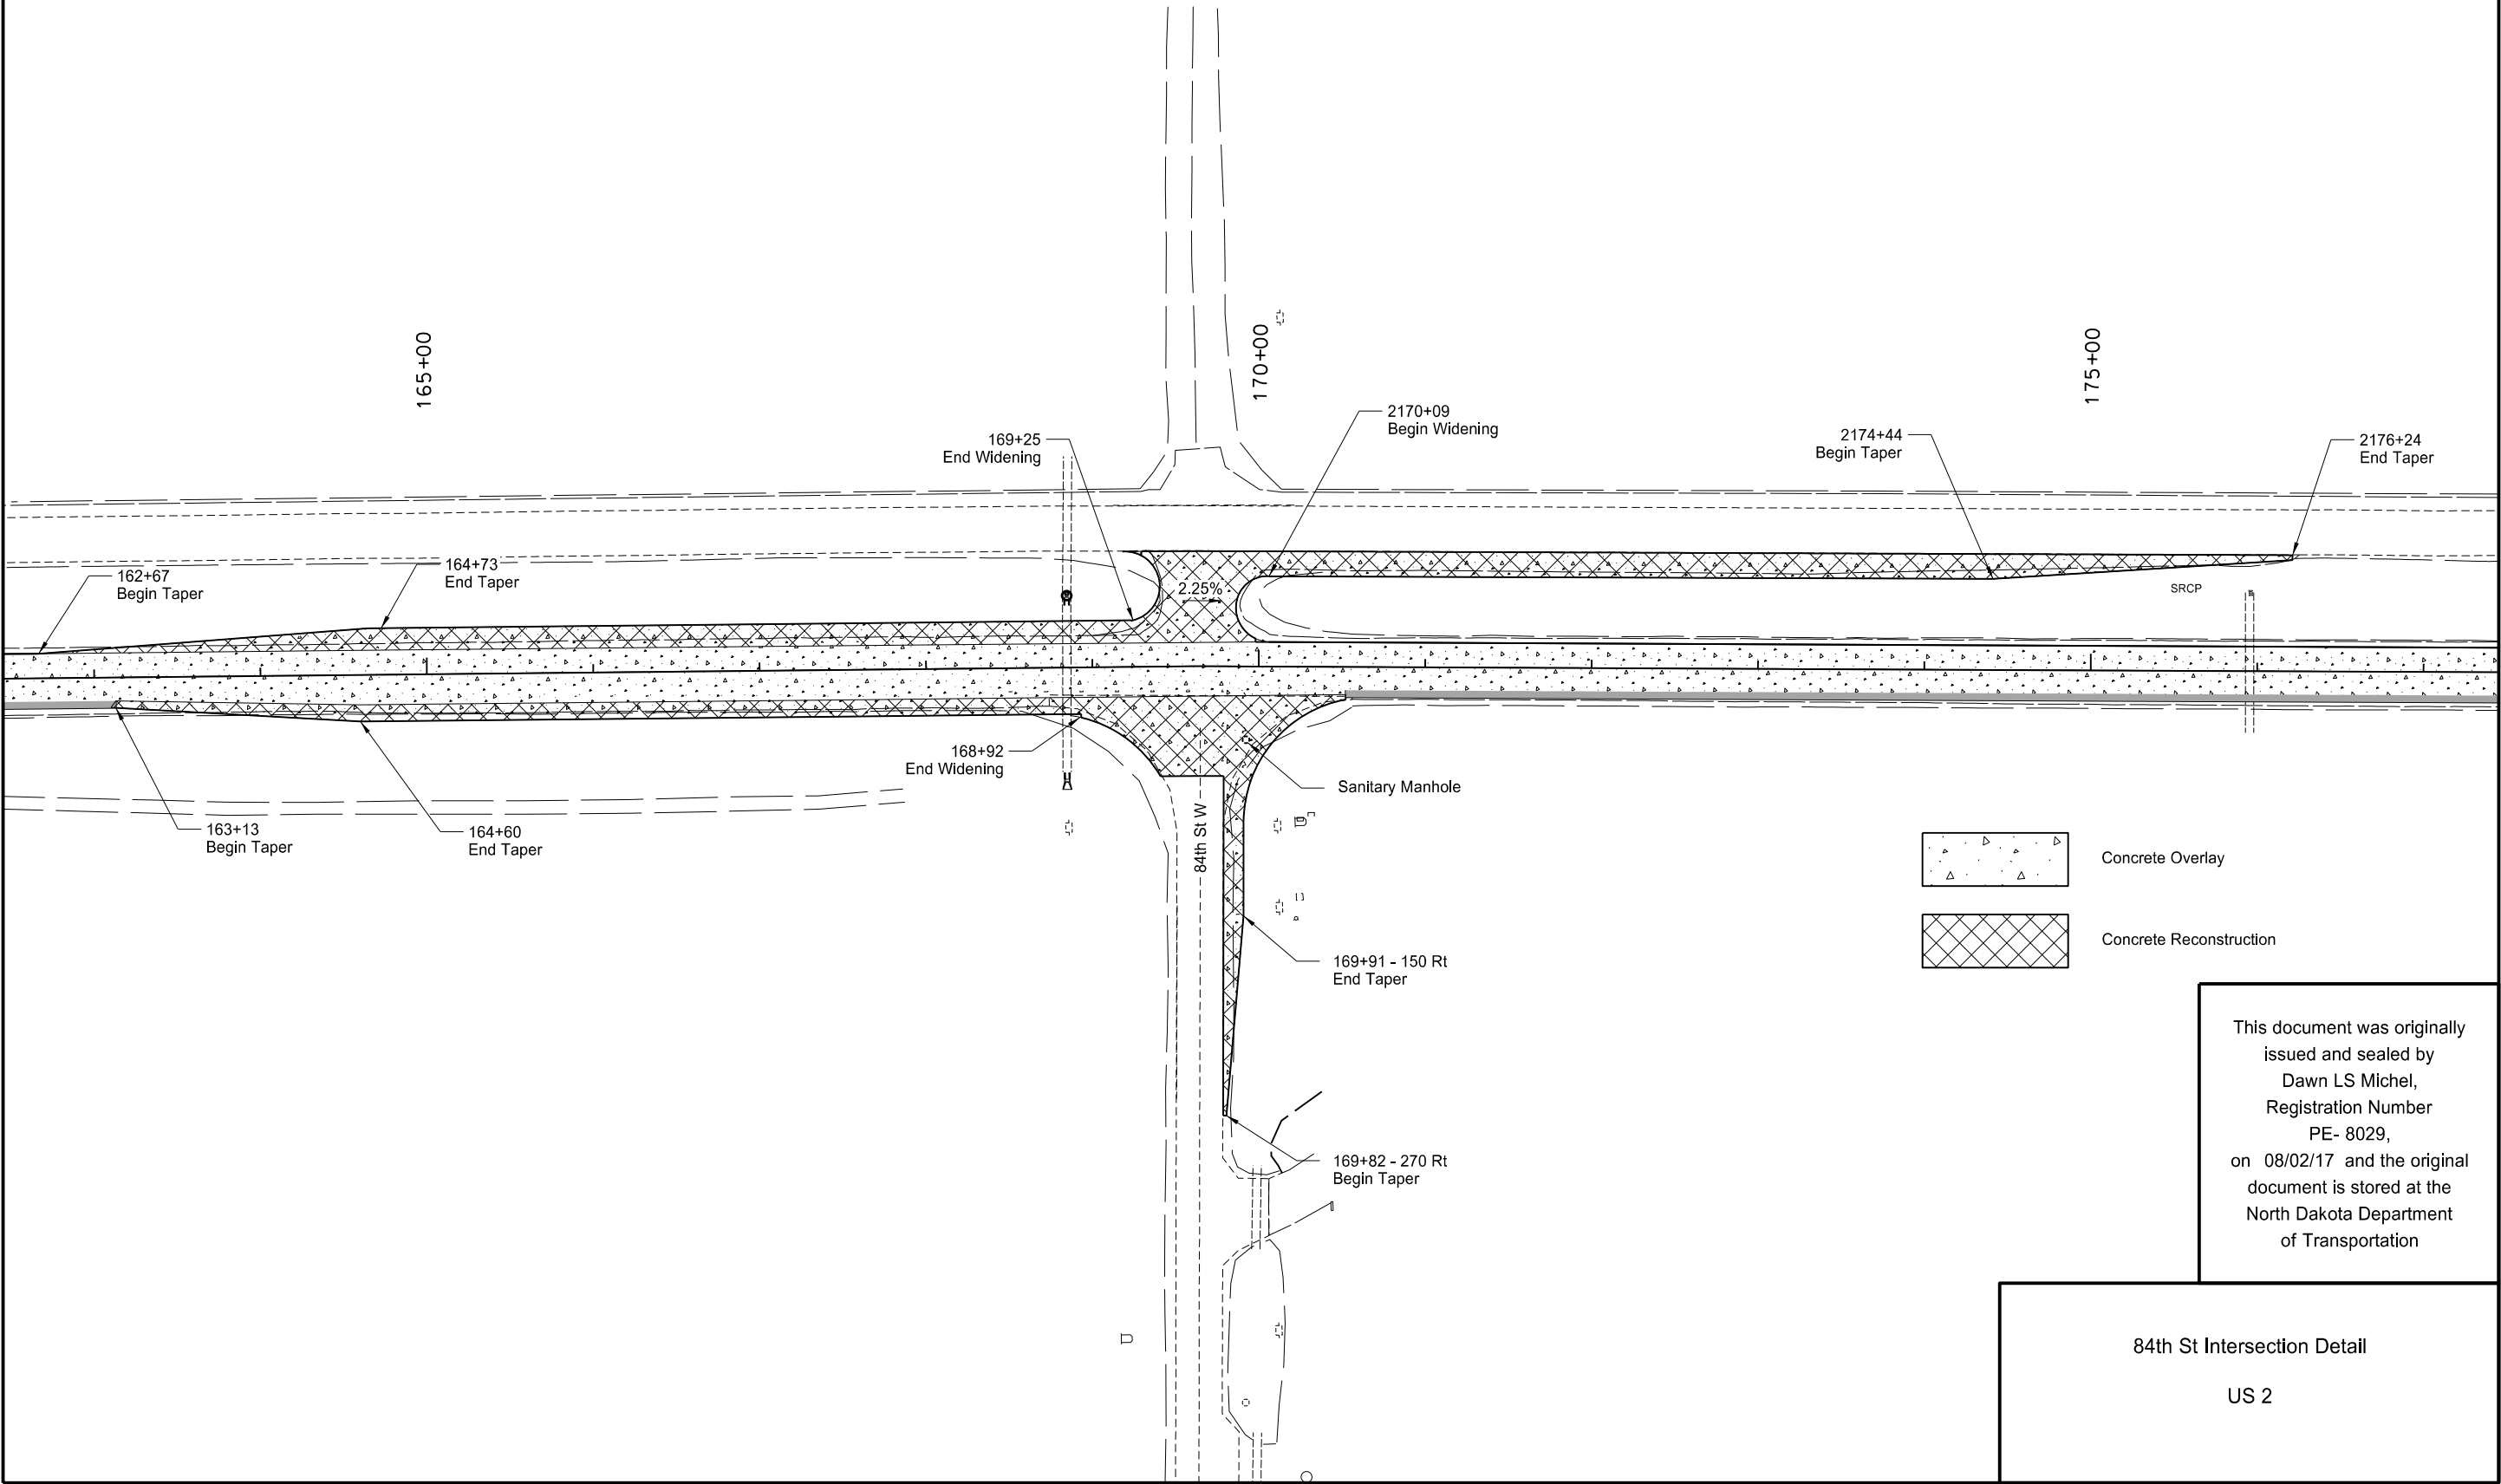 165+00
170+00
175+00
2170+09
Begin Widening
169+25
End Widening
2174+44
Begin Taper
2176+24
End Taper
164+73
End Taper
162+67
Begin Taper
2.25%
SRCP
168+92
End Widening
Sanitary Manhole
163+13
Begin Taper
164+60
End Taper
84th St W
Concrete Overlay
Concrete Reconstruction
169+91 - 150 Rt
End Taper
169+82 - 270 Rt
Begin Taper
This document was originally
issued and sealed by
Dawn LS Michel,
Registration Number
PE- 8029,
on 08/02/17 and the original
document is stored at the
North Dakota Department
of Transportation
84th St Intersection Detail
US 2